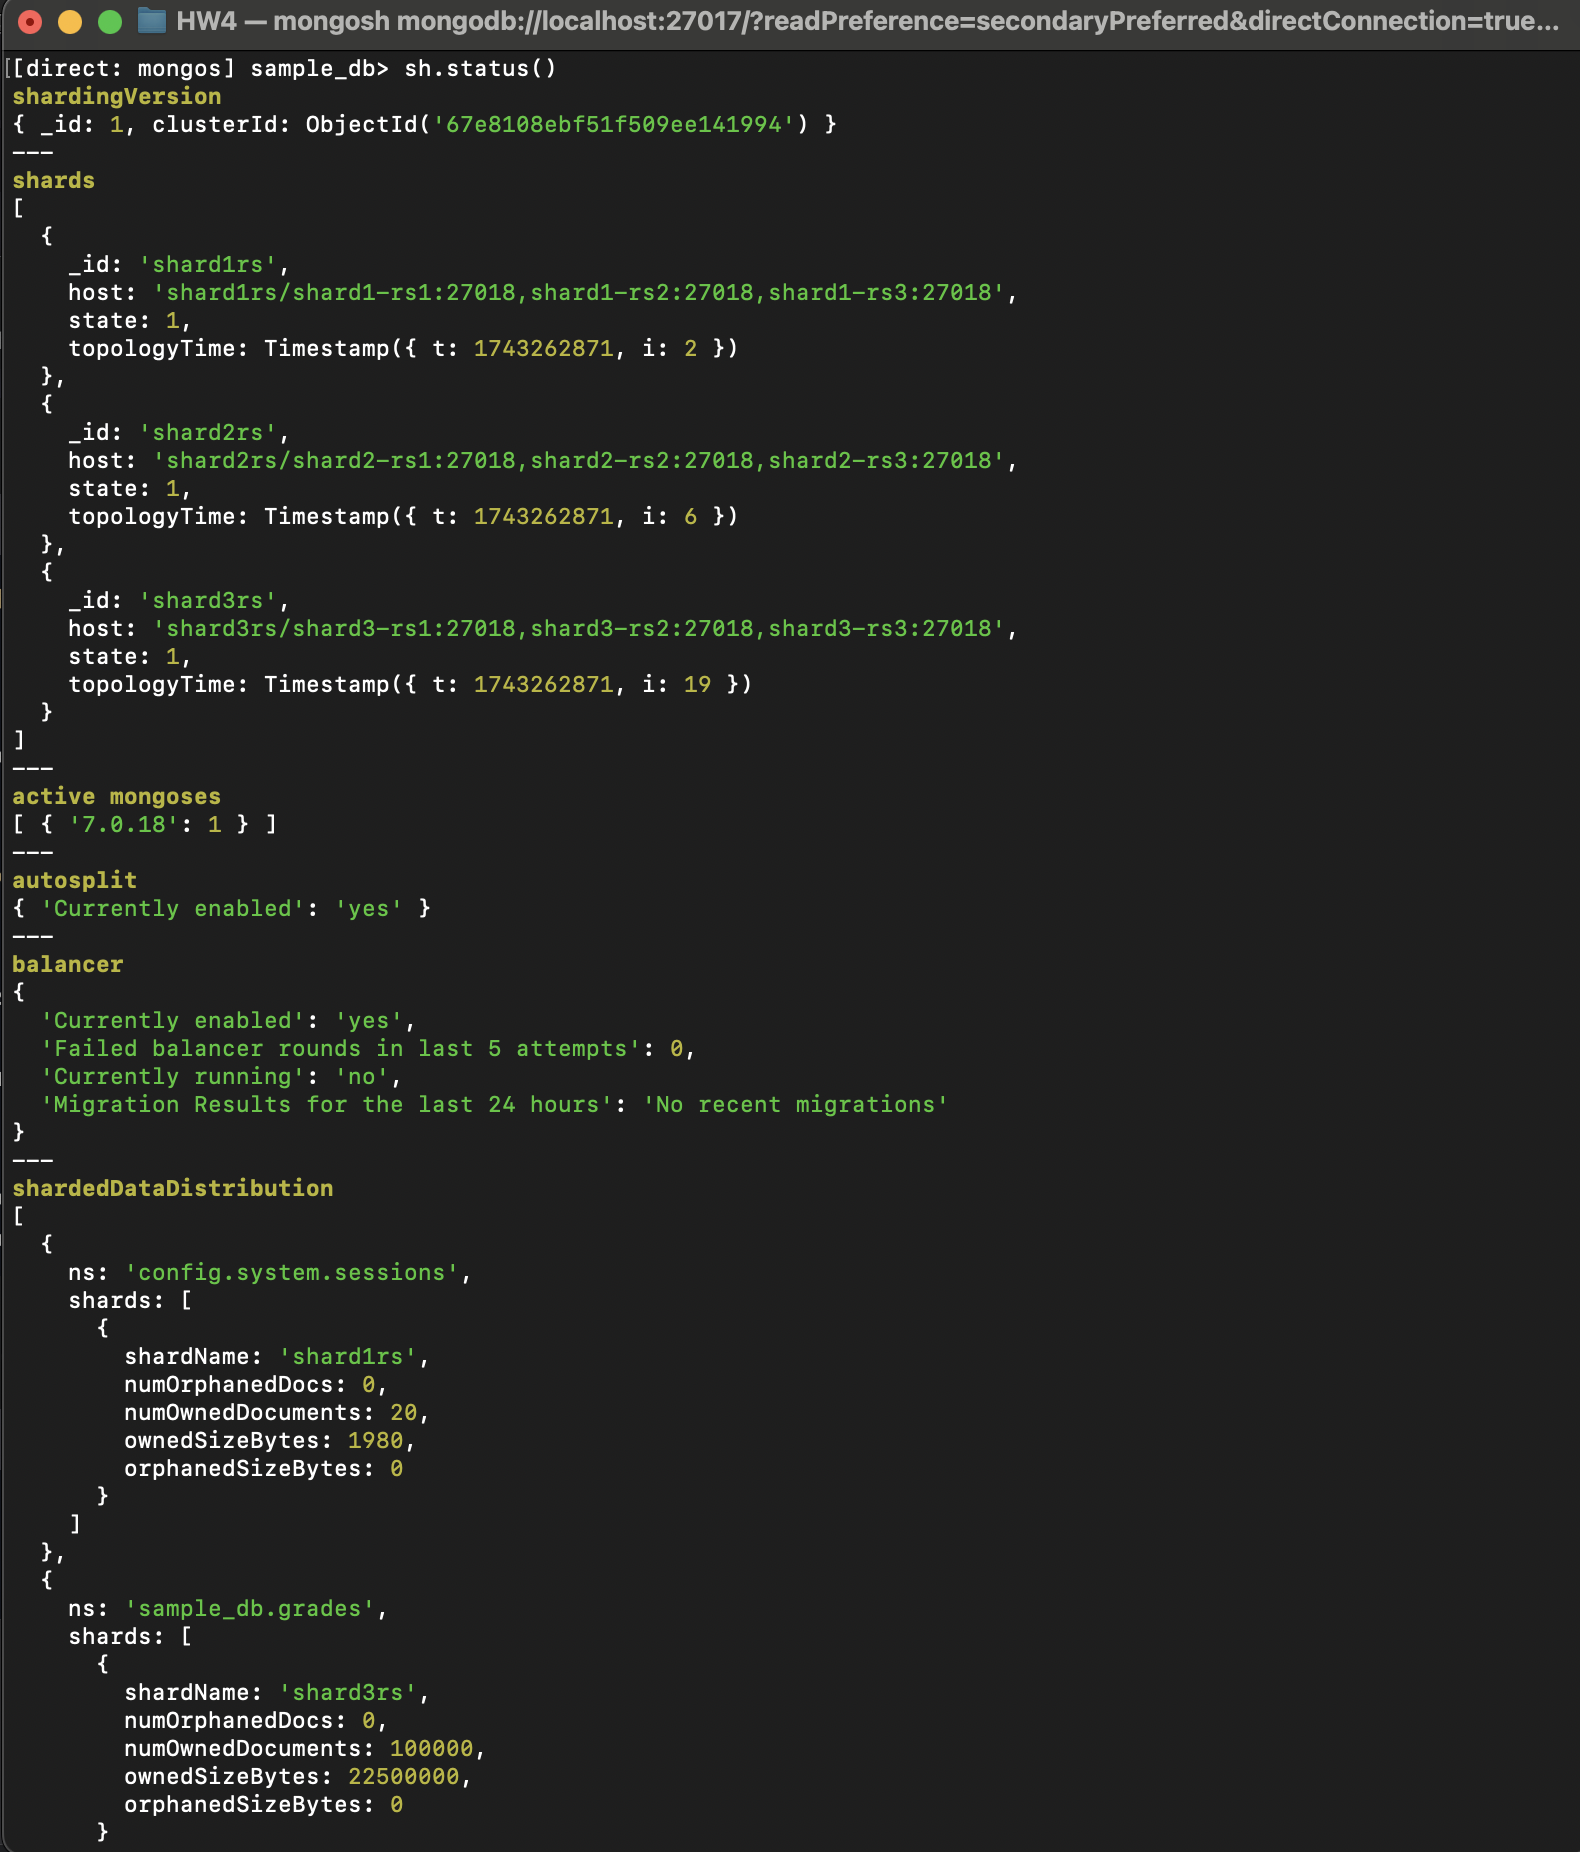 HW4 — mongosh mongodb://localhost:27017/?readPreference=secondaryPreferred&directConnection=true...
[[direct: mongos] sample_db> sh.status()
shardingVersion
{ _id: 1, clusterId: ObjectId('67e8108ebf51f509ee141994') }
---
shards
[
  {
    _id: 'shard1rs',
    host: 'shard1rs/shard1-rs1:27018,shard1-rs2:27018,shard1-rs3:27018',
    state: 1,
    topologyTime: Timestamp({ t: 1743262871, i: 2 })
  },
  {
    _id: 'shard2rs',
    host: 'shard2rs/shard2-rs1:27018,shard2-rs2:27018,shard2-rs3:27018',
    state: 1,
    topologyTime: Timestamp({ t: 1743262871, i: 6 })
  },
  {
    _id: 'shard3rs',
    host: 'shard3rs/shard3-rs1:27018,shard3-rs2:27018,shard3-rs3:27018',
    state: 1,
    topologyTime: Timestamp({ t: 1743262871, i: 19 })
  }
]
---
active mongoses
[ { '7.0.18': 1 } ]
---
autosplit
{ 'Currently enabled': 'yes' }
---
balancer
{
  'Currently enabled': 'yes',
  'Failed balancer rounds in last 5 attempts': 0,
  'Currently running': 'no',
  'Migration Results for the last 24 hours': 'No recent migrations'
}
---
shardedDataDistribution
[
  {
    ns: 'config.system.sessions',
    shards: [
      {
        shardName: 'shard1rs',
        numOrphanedDocs: 0,
        numOwnedDocuments: 20,
        ownedSizeBytes: 1980,
        orphanedSizeBytes: 0
      }
    ]
  },
  {
    ns: 'sample_db.grades',
    shards: [
      {
        shardName: 'shard3rs',
        numOrphanedDocs: 0,
        numOwnedDocuments: 100000,
        ownedSizeBytes: 22500000,
        orphanedSizeBytes: 0
      }